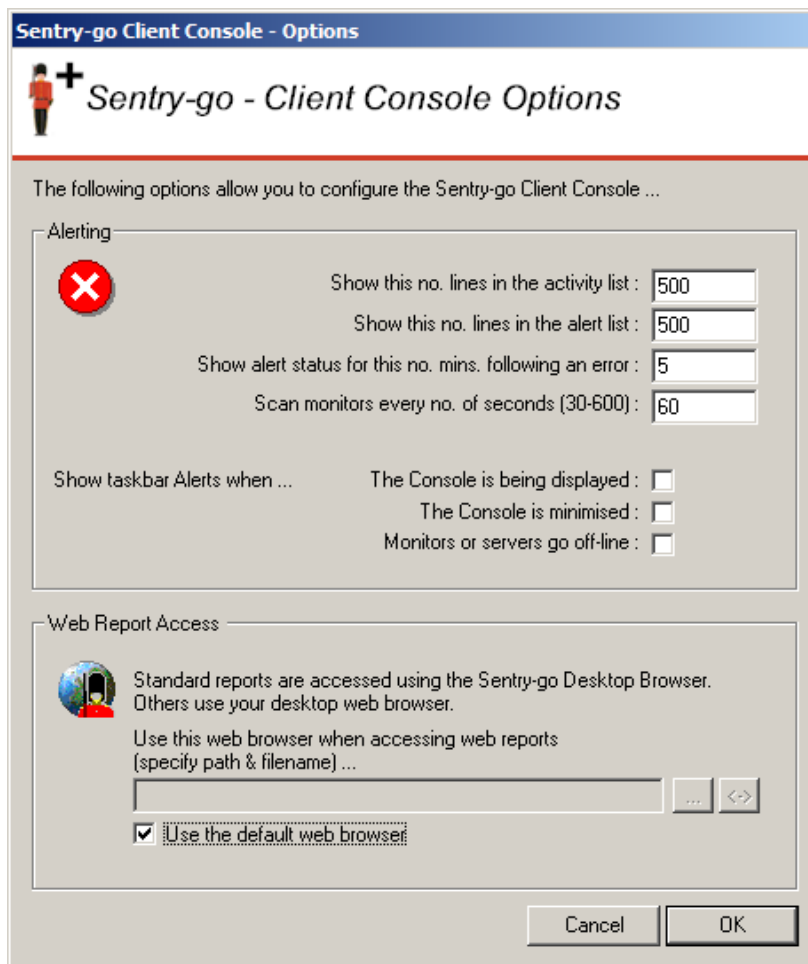 Sentry-go Client Console - Options
Sentry-go - Client Console Options
The following options allow you to configure the Sentry-go Client Console ...
Alerting
Show this no. lines in the activity list : 500
Show this no. lines in the alert list : 500
Show alert status for this no. mins. following an error : 5
Scan monitors every no. of seconds (30-600) : 60
Show taskbar Alerts when ... The Console is being displayed :
The Console is minimised :
Monitors or servers go off-line :
Web Report Access
Standard reports are accessed using the Sentry-go Desktop Browser.
Others use your desktop web browser.
Use this web browser when accessing web reports
(specify path & filename) ...
... <->
Use the default web browser
Cancel OK